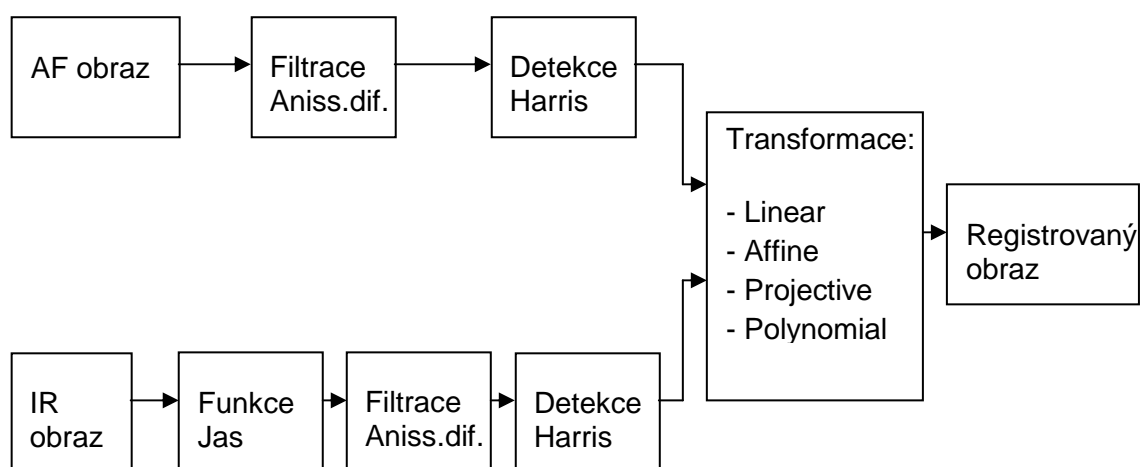 AF obraz
Filtrace
Aniss.dif.
Detekce
Harris
Transformace:
- Linear
- Affine
- Projective
- Polynomial
Registrovaný
obraz
IR
obraz
Funkce
Jas
Filtrace
Aniss.dif.
Detekce
Harris